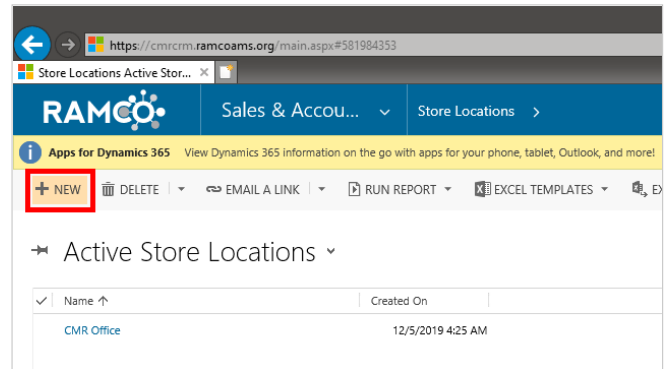 https://cmrcrm.ramcoams.org/main.aspx#581984353
Store Locations Active Stor...
RAMCO Sales & Accou... Store Locations
Apps for Dynamics 365 View Dynamics 365 information on the go with apps for your phone, tablet, Outlook, and more!
NEW DELETE EMAIL A LINK RUN REPORT EXCEL TEMPLATES EX
Active Store Locations
Name Created On
CMR Office 12/5/2019 4:25 AM